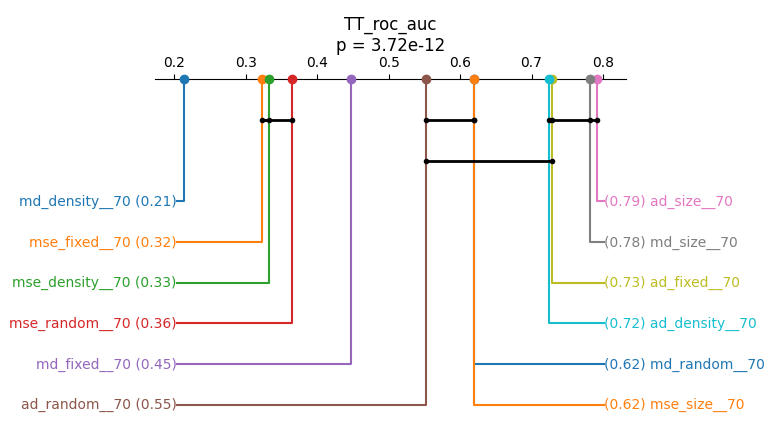 TT_roc_auc
p = 3.72e-12
0.2 0.3 0.4 0.5 0.6 0.7 0.8
md_density__70 (0.21)
(0.79) ad_size__70
mse_fixed__70 (0.32)
(0.78) md_size__70
mse_density__70 (0.33)
(0.73) ad_fixed__70
mse_random__70 (0.36)
(0.72) ad_density__70
md_fixed__70 (0.45)
(0.62) md_random__70
ad_random__70 (0.55)
(0.62) mse_size__70